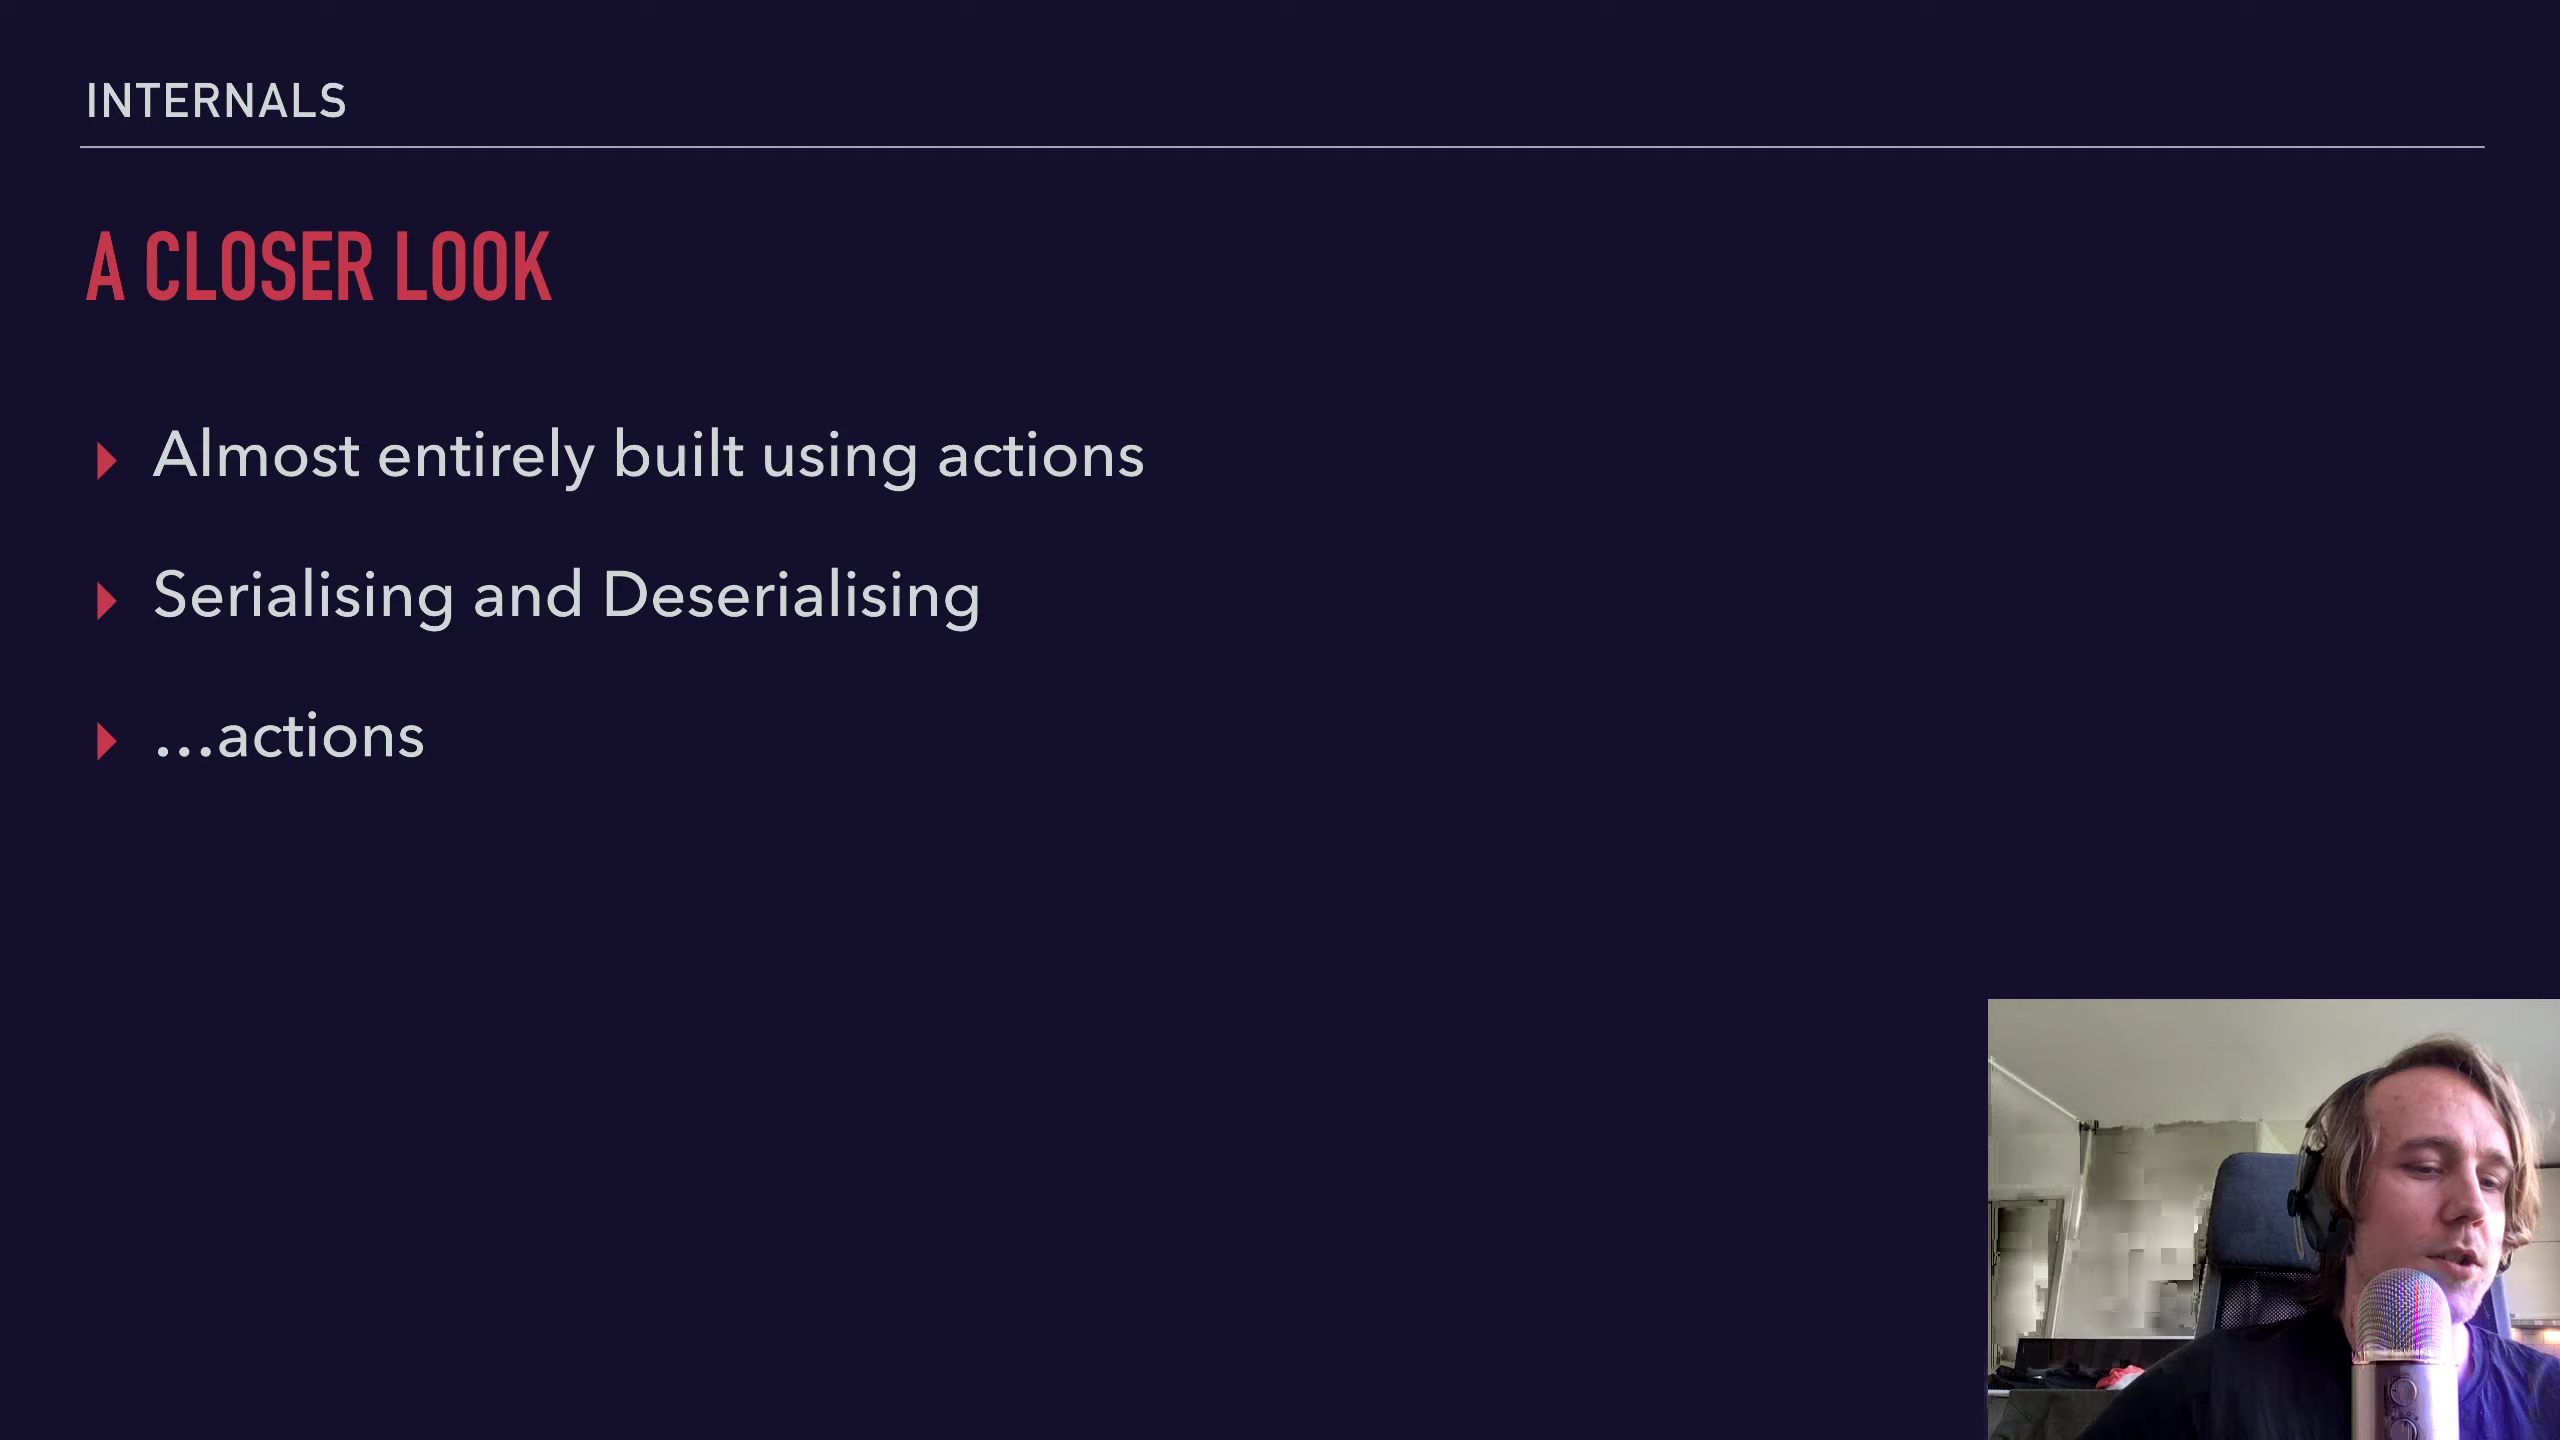 INTERNALS
A CLOSER LOOK
Almost entirely built using actions
Serialising and Deserialising
…actions